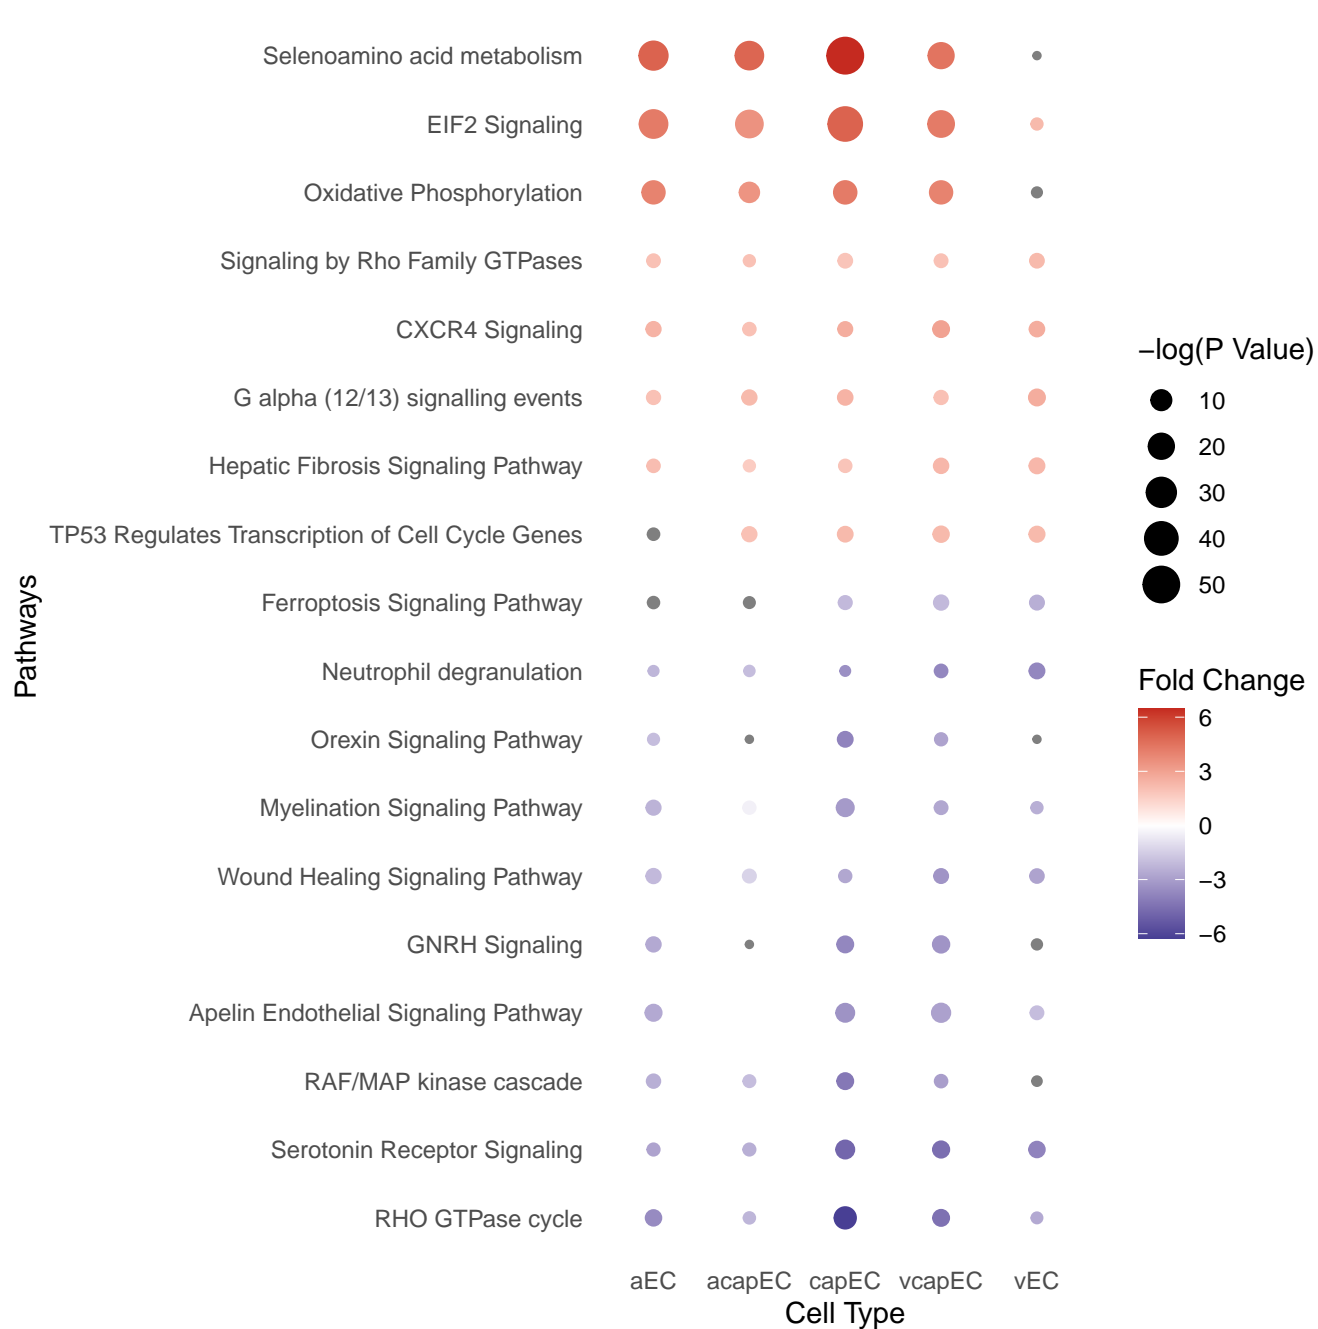 Selenoamino acid metabolism
EIF2 Signaling
Oxidative Phosphorylation
Signaling by Rho Family GTPases
CXCR4 Signaling
G alpha (12/13) signalling events
Hepatic Fibrosis Signaling Pathway
TP53 Regulates Transcription of Cell Cycle Genes
Ferroptosis Signaling Pathway
Neutrophil degranulation
Orexin Signaling Pathway
Myelination Signaling Pathway
Wound Healing Signaling Pathway
GNRH Signaling
Apelin Endothelial Signaling Pathway
RAF/MAP kinase cascade
Serotonin Receptor Signaling
RHO GTPase cycle
Pathways
aEC acapEC capEC vcapEC vEC
Cell Type
−log(P Value)
10
20
30
40
50
Fold Change
6
3
0
−3
−6